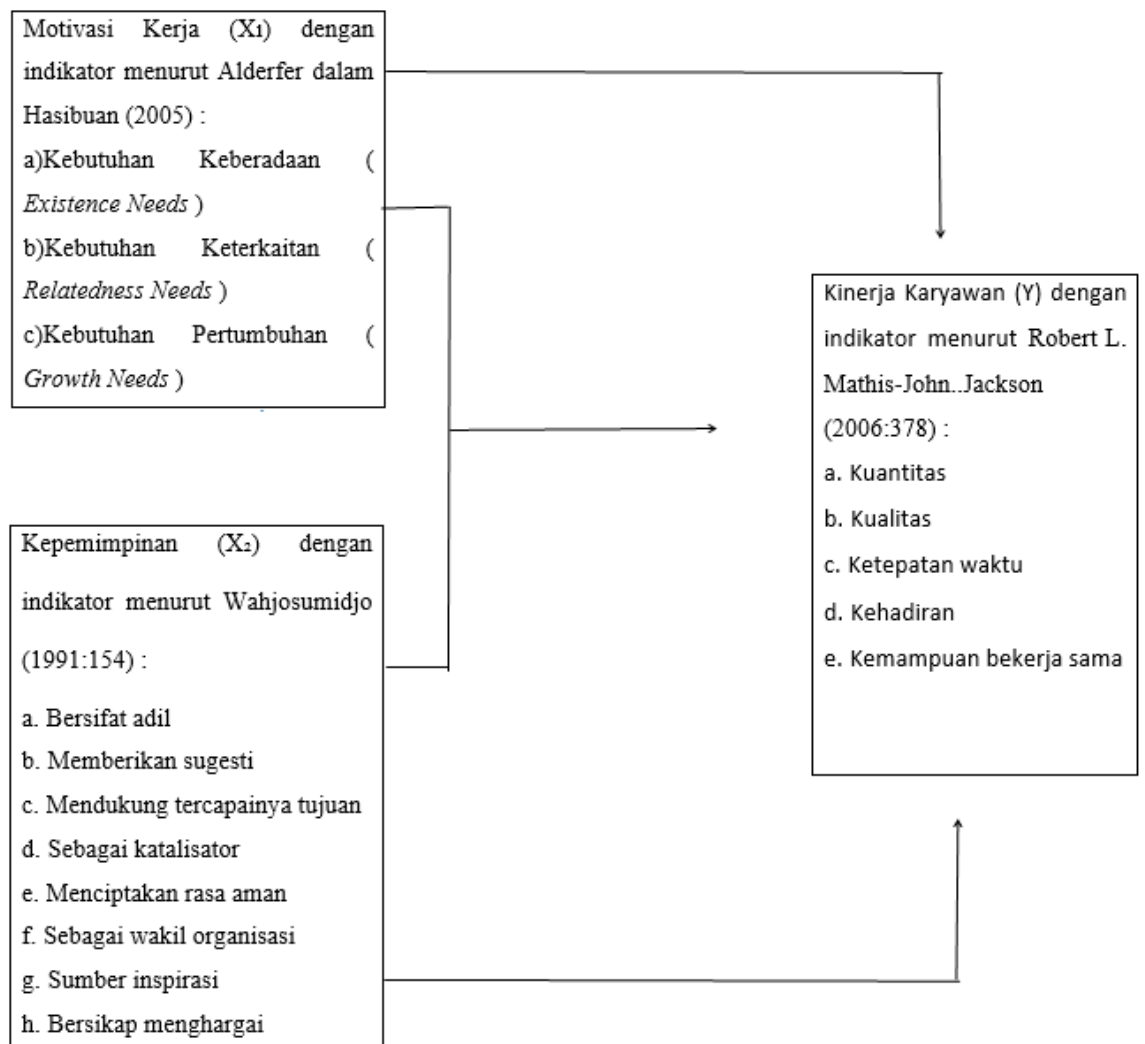 Motivasi Kerja (X1) dengan
indikator menurut Alderfer dalam
Hasibuan (2005) :
a)Kebutuhan Keberadaan (
Existence Needs )
b)Kebutuhan Keterkaitan (
Relatedness Needs )
c)Kebutuhan Pertumbuhan (
Growth Needs )
Kepemimpinan (X₂) dengan
indikator menurut Wahjosumidjo
(1991:154) :
a. Bersifat adil
b. Memberikan sugesti
c. Mendukung tercapainya tujuan
d. Sebagai katalisator
e. Menciptakan rasa aman
f. Sebagai wakil organisasi
g. Sumber inspirasi
h. Bersikap menghargai
Kinerja Karyawan (Y) dengan
indikator menurut Robert L.
Mathis-John..Jackson
(2006:378) :
a. Kuantitas
b. Kualitas
c. Ketepatan waktu
d. Kehadiran
e. Kemampuan bekerja sama